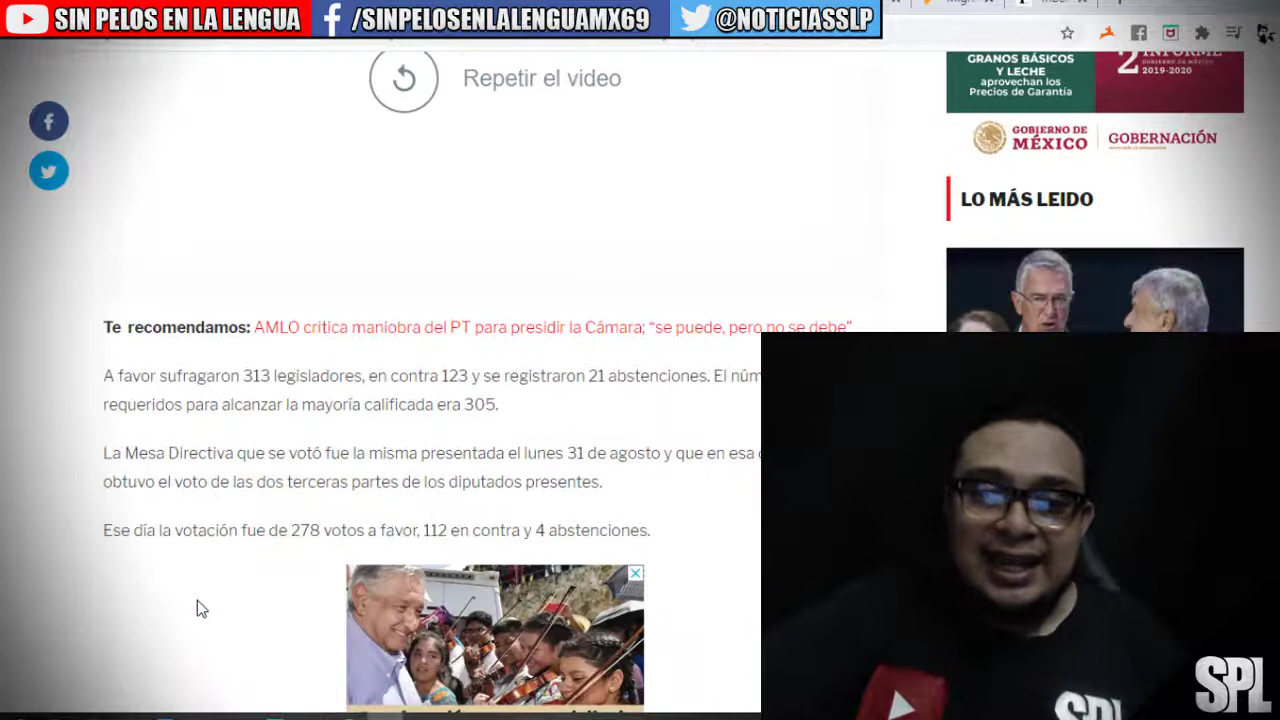 SIN PELOS EN LA LENGUA
/SINPELOSENLALENGUAMX69
@NOTICIASSLP
Repetir el video
GRANOS BÁSICOS
Y LECHE
aprovechan los
Precios de Garantía
2 INFORME
GOBIERNO DE MÉXICO
2019-2020
GOBIERNO DE
MÉXICO
GOBERNACIÓN
LO MÁS LEIDO
Te recomendamos: AMLO critica maniobra del PT para presidir la Cámara; “se puede, pero no se debe”
A favor sufragaron 313 legisladores, en contra 123 y se registraron 21 abstenciones. El
requeridos para alcanzar la mayoría calificada era 305.
La Mesa Directiva que se votó fue la misma presentada el lunes 31 de agosto y que en esa
obtuvo el voto de las dos terceras partes de los diputados presentes.
Ese día la votación fue de 278 votos a favor, 112 en contra y 4 abstenciones.
SPL
SPL